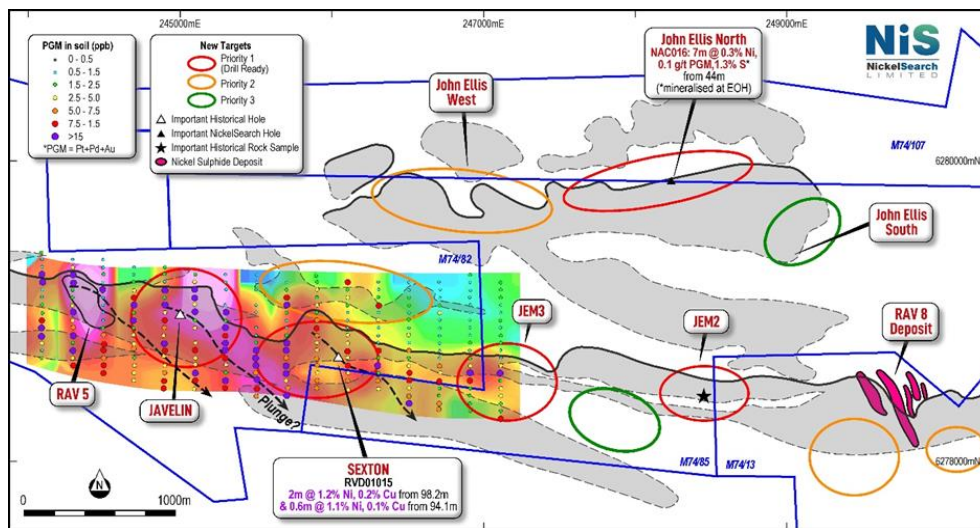 245000mE
247000mE
249000mE
PGM in soil (ppb)
0 - 0.5
0.5 - 1.5
1.5 - 2.5
2.5 - 5.0
5.0 - 7.5
7.5 - 1.5
>15
*PGM = Pt+Pd+Au
New Targets
Priority 1
(Drill Ready)
Priority 2
Priority 3
Important Historical Hole
Important NickelSearch Hole
Important Historical Rock Sample
Nickel Sulphide Deposit
John Ellis
West
John Ellis North
NAC016: 7m @ 0.3% Ni,
0.1 g/t PGM,1.3% S*
from 44m
(*mineralised at EOH)
NiS
NickelSearch
LIMITED
M74/107
6280000mN
John Ellis
South
M74/82
JEM3
JEM2
RAV 8
Deposit
RAV 5
JAVELIN
Plunge?
SEXTON
RVD01015
2m @ 1.2% Ni, 0.2% Cu from 98.2m
& 0.6m @ 1.1% Ni, 0.1% Cu from 94.1m
M74/85
M74/13
6278000mN
N
0
1000m